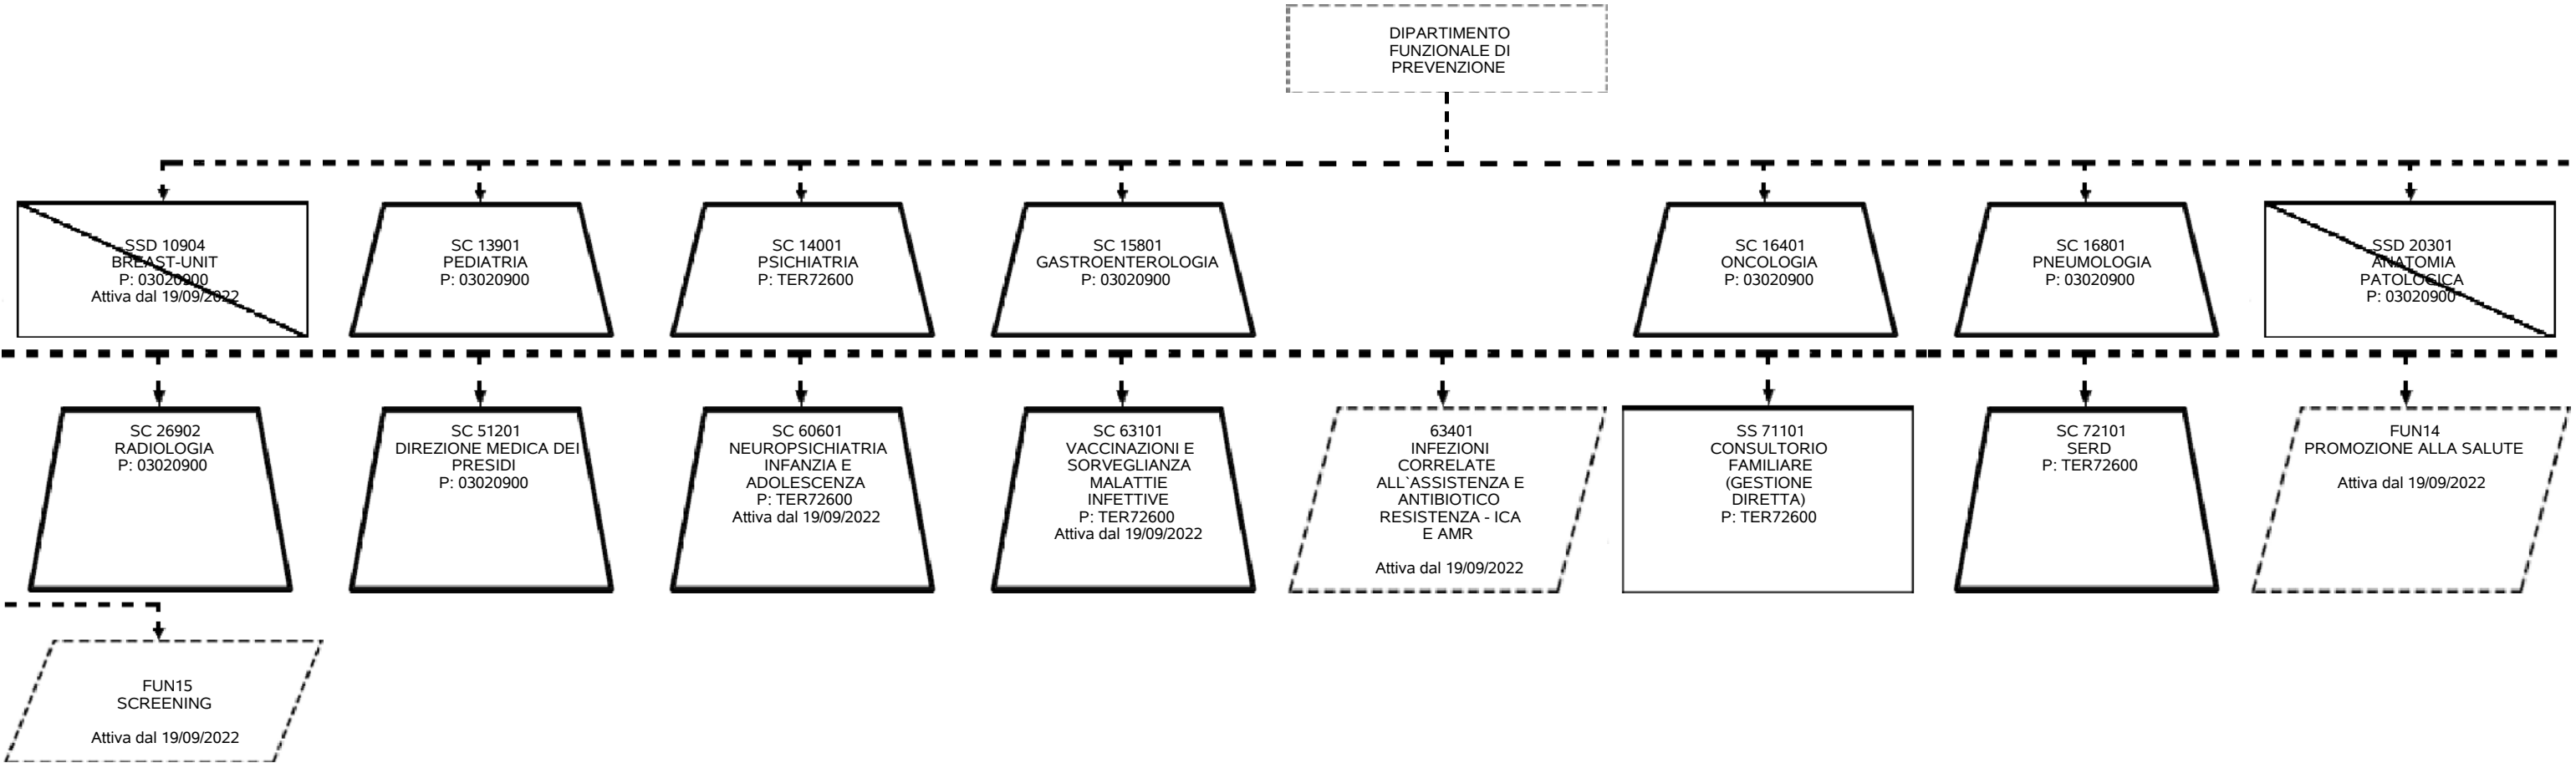 DIPARTIMENTO
FUNZIONALE DI
PREVENZIONE
SSD 10904
BREAST-UNIT
P: 03020900
Attiva dal 19/09/2022
SC 13901
PEDIATRIA
P: 03020900
SC 14001
PSICHIATRIA
P: TER72600
SC 15801
GASTROENTEROLOGIA
P: 03020900
SC 16401
ONCOLOGIA
P: 03020900
SC 16801
PNEUMOLOGIA
P: 03020900
SSD 20301
ANATOMIA
PATOLOGICA
P: 03020900
SC 26902
RADIOLOGIA
P: 03020900
SC 51201
DIREZIONE MEDICA DEI
PRESIDI
P: 03020900
SC 60601
NEUROPSICHIATRIA
INFANZIA E
ADOLESCENZA
P: TER72600
Attiva dal 19/09/2022
SC 63101
VACCINAZIONI E
SORVEGLIANZA
MALATTIE
INFETTIVE
P: TER72600
Attiva dal 19/09/2022
63401
INFEZIONI
CORRELATE
ALL`ASSISTENZA E
ANTIBIOTICO
RESISTENZA - ICA
E AMR
Attiva dal 19/09/2022
SS 71101
CONSULTORIO
FAMILIARE
(GESTIONE
DIRETTA)
P: TER72600
SC 72101
SERD
P: TER72600
FUN14
PROMOZIONE ALLA SALUTE
Attiva dal 19/09/2022
FUN15
SCREENING
Attiva dal 19/09/2022